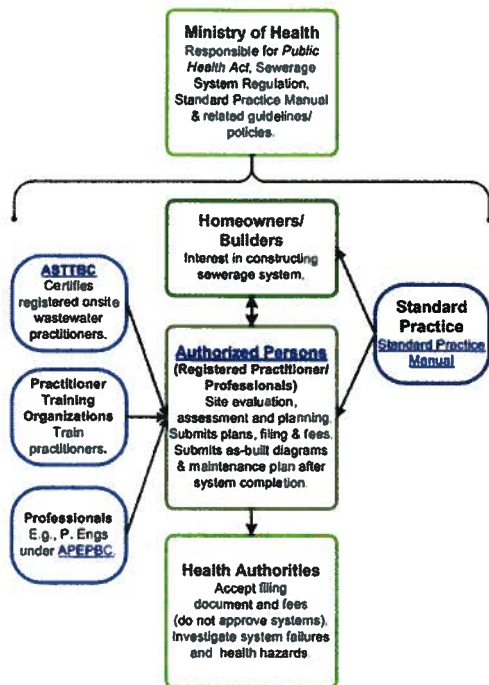 Ministry of Health
Responsible for Public
Health Act, Sewerage
System Regulation,
Standard Practice Manual
& related guidelines/
policies.
Homeowners/
Builders
Interest in constructing
sewerage system.
ASTTBC
Certifies
registered onsite
wastewater
practitioners.
Practitioner
Training
Organizations
Train
practitioners.
Professionals
E.g., P. Engs
under APEPBC.
Authorized Persons
(Registered Practitioner/
Professionals)
Site evaluation,
assessment and planning.
Submits plans, filing & fees.
Submits as-built diagrams
& maintenance plan after
system completion.
Standard
Practice
Standard Practice
Manual
Health Authorities
Accept filing
document and fees
(do not approve systems).
Investigate system failures
and health hazards.